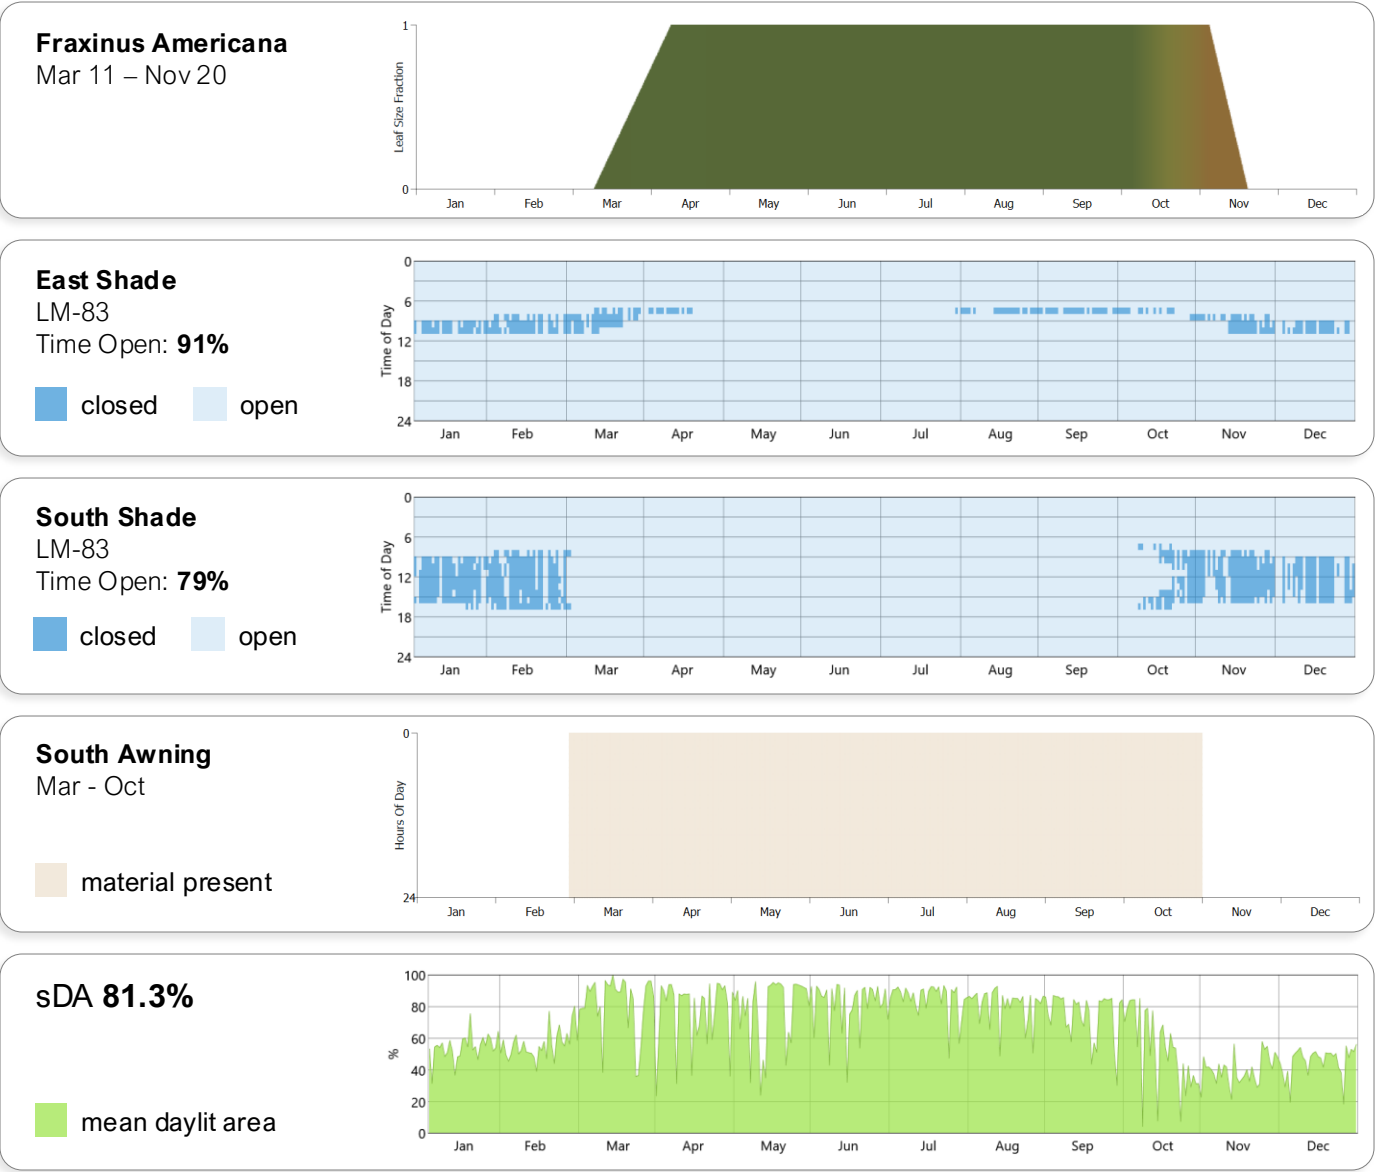 Fraxinus Americana
Mar 11 – Nov 20
Leaf Size Fraction
1
0
Jan Feb Mar Apr May Jun Jul Aug Sep Oct Nov Dec
East Shade
LM-83
Time Open: 91%
closed open
Time of Day
0
6
12
18
24
Jan Feb Mar Apr May Jun Jul Aug Sep Oct Nov Dec
South Shade
LM-83
Time Open: 79%
closed open
Time of Day
0
6
12
18
24
Jan Feb Mar Apr May Jun Jul Aug Sep Oct Nov Dec
South Awning
Mar - Oct
material present
Hours Of Day
0
24
Jan Feb Mar Apr May Jun Jul Aug Sep Oct Nov Dec
sDA 81.3%
mean daylit area
%
100
80
60
40
20
0
Jan Feb Mar Apr May Jun Jul Aug Sep Oct Nov Dec